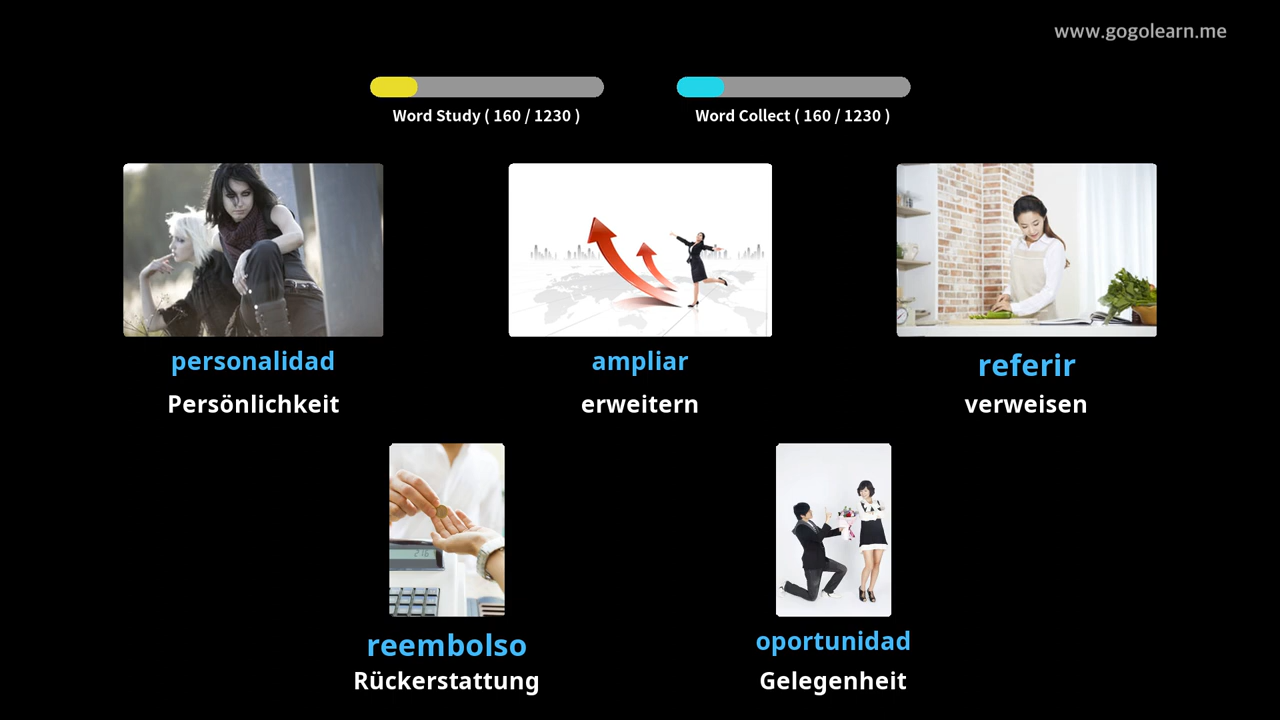 www.gogolearn.me
Word Study ( 160 / 1230 )
Word Collect ( 160 / 1230 )
personalidad
Persönlichkeit
ampliar
erweitern
referir
verweisen
reembolso
Rückerstattung
oportunidad
Gelegenheit